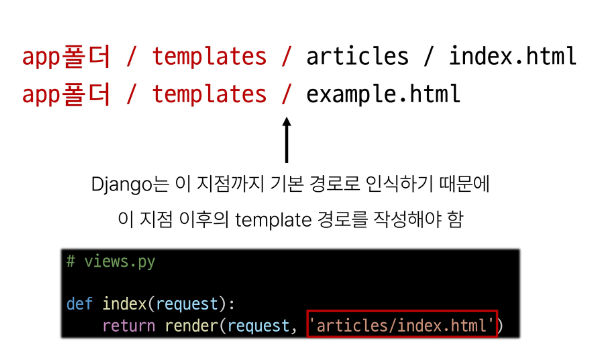 app폴더 / templates / articles / index.html
app폴더 / templates / example.html
Django는 이 지점까지 기본 경로로 인식하기 때문에
이 지점 이후의 template 경로를 작성해야 함
# views.py
def index(request):
    return render(request, 'articles/index.html')